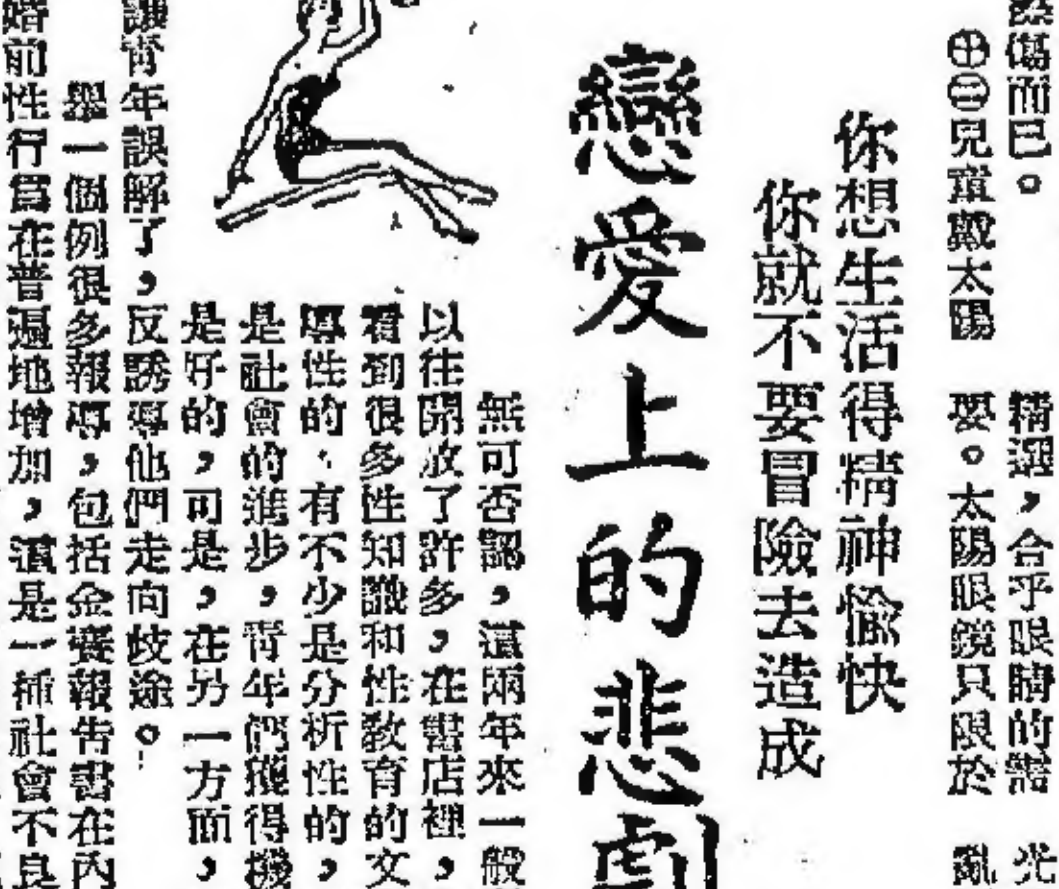 傷而已。
精選,合乎眼睛的需
光
㊉㊁兒童戴太陽
要。太陽眼鏡只限於
亂
你想生活得精神愉快
你就不要冒險去造成
戀愛上的悲劇
無可否認,這兩年來一般
以往開放了許多,在書店裡,
看到很多性知識和性教育的文
導性的、有不少是分析性的,
是社會的進步,青年們獲得機
是好的,可是,在另一方面,
讓青年誤解了,反誘導他們走向歧途。
舉一個例很多報導,包括金賽報告書在內
婚前性行為在普遍地增加,這是一種社會不良